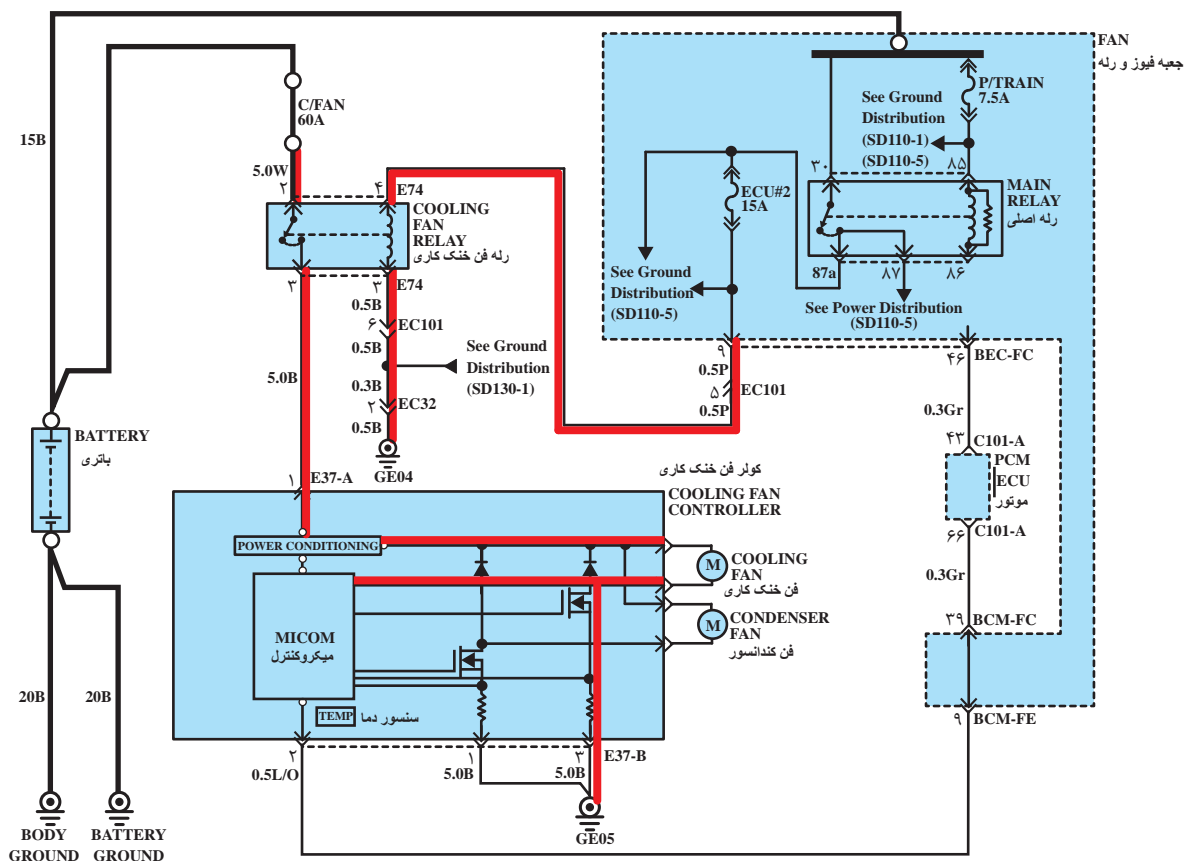 FAN
جعبه فیوز و رله
P/TRAIN
7.5A
See Ground
Distribution
(SD110-1)
(SD110-5)
۳۰
۸۵
MAIN
RELAY
رله اصلی
87a
۸۷
۸۶
See Power Distribution
(SD110-5)
ECU#2
15A
See Ground
Distribution
(SD110-5)
C/FAN
60A
15B
5.0W
۲
۴
E74
COOLING
FAN
RELAY
رله فن خنک کاری
۳
۳
E74
0.5B
۶
EC101
0.5B
See Ground
Distribution
(SD130-1)
0.3B
۲
EC32
0.5B
GE04
5.0B
۹
0.5P
۵
EC101
0.5P
۴۶
BEC-FC
0.3Gr
۴۳
C101-A
PCM
ECU
موتور
۶۶
C101-A
0.3Gr
۳۹
BCM-FC
۹
BCM-FE
BATTERY
باتری
۱
E37-A
کولر فن خنک کاری
COOLING FAN
CONTROLLER
POWER CONDITIONING
M
COOLING
FAN
فن خنک کاری
M
CONDENSER
FAN
فن کندانسور
MICOM
میکروکنترل
TEMP
سنسور دما
20B
20B
۲
0.5L/O
۱
5.0B
۳
5.0B
E37-B
GE05
BODY
GROUND
BATTERY
GROUND